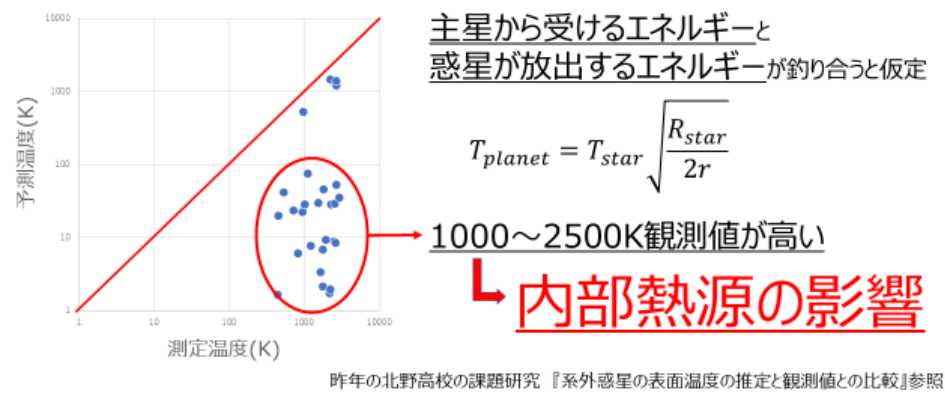 主星から受けるエネルギーと
惑星が放出するエネルギーが釣り合うと仮定
T_planet = T_star √(R_star / 2r)
1000～2500K観測値が高い
内部熱源の影響
予測温度(K)
10000
1000
100
10
1
1 10 100 1000 10000
測定温度(K)
昨年の北野高校の課題研究『系外惑星の表面温度の推定と観測値との比較』参照